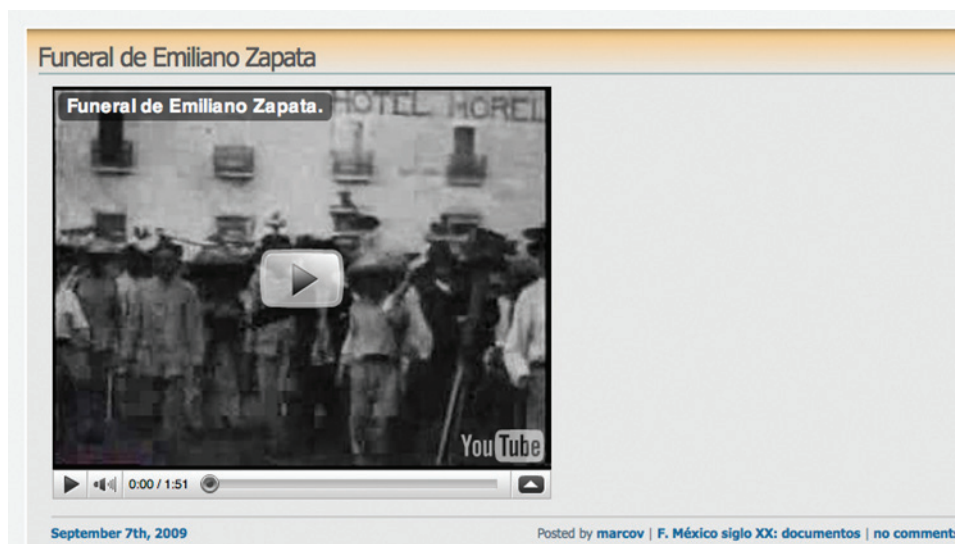 Funeral de Emiliano Zapata
Funeral de Emiliano Zapata.
HOTEL MOREL
YouTube
0:00 / 1:51
September 7th, 2009
Posted by marcov | F. México siglo XX: documentos | no comments